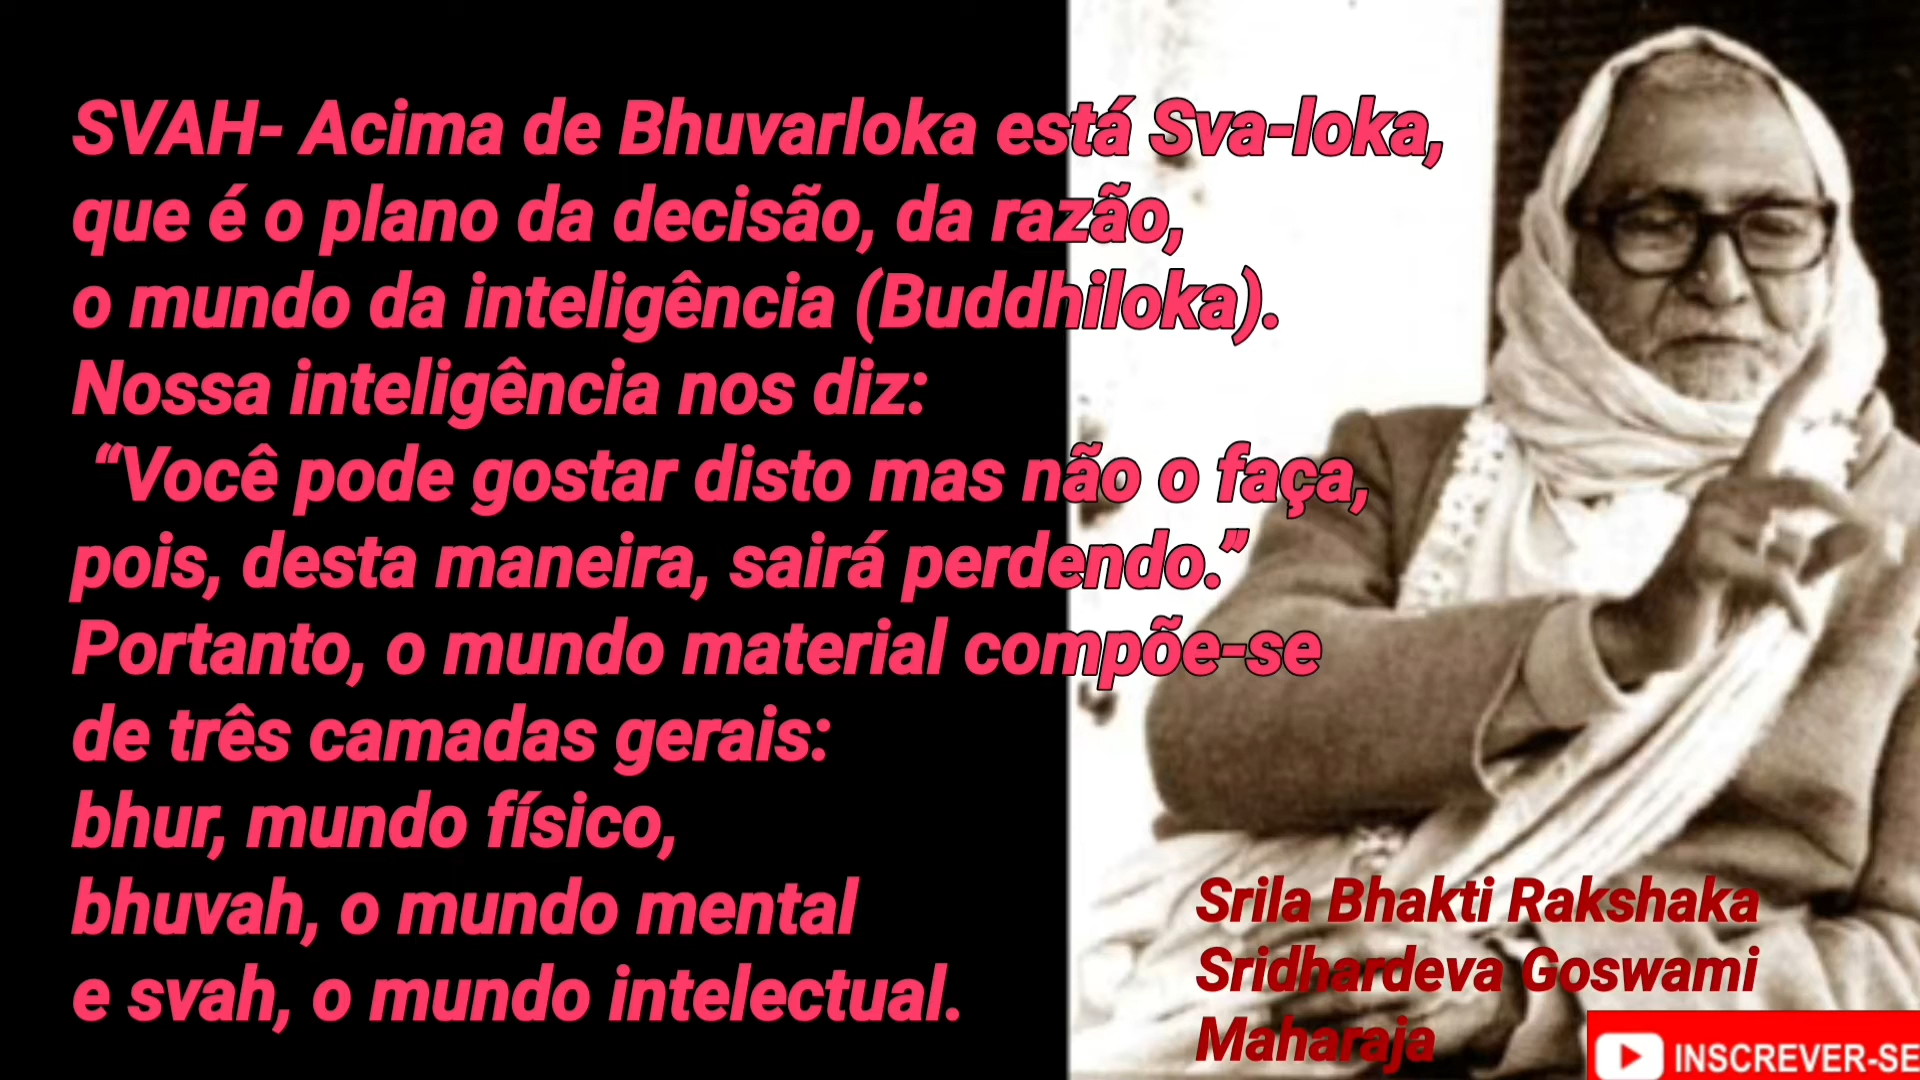 SVAH- Acima de Bhuvarloka está Sva-loka,
que é o plano da decisão, da razão,
o mundo da inteligência (Buddhiloka).
Nossa inteligência nos diz:
“Você pode gostar disto mas não o faça,
pois, desta maneira, sairá perdendo.”
Portanto, o mundo material compõe-se
de três camadas gerais:
bhur, mundo físico,
bhuvah, o mundo mental
e svah, o mundo intelectual.
Srila Bhakti Rakshaka
Sridhardeva Goswami
Maharaja
INSCREVER-SE